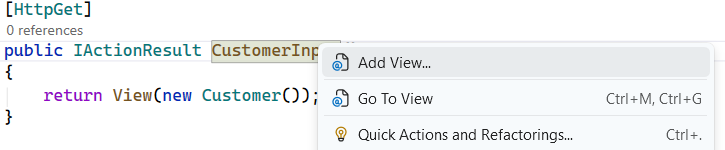 [HttpGet]
0 references
public IActionResult CustomerInp
Add View...
{
Go To View Ctrl+M, Ctrl+G
return View(new Customer());
}
Quick Actions and Refactorings... Ctrl+.